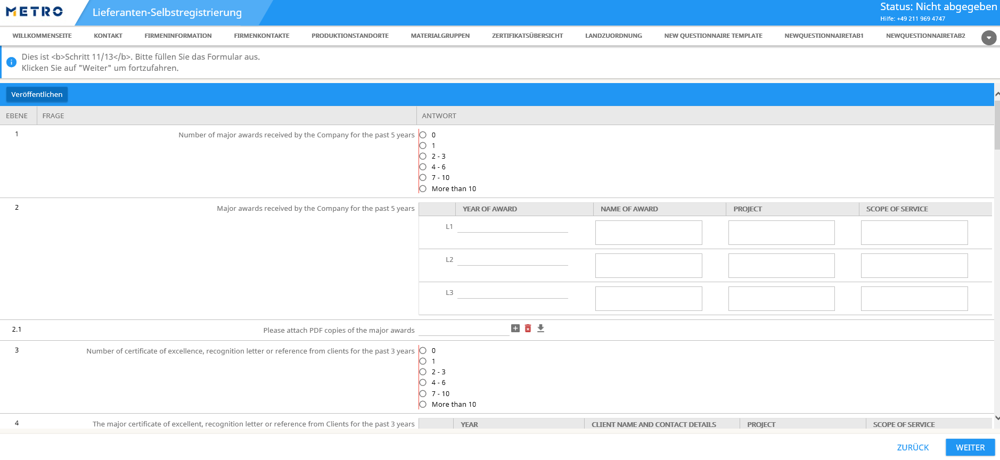 METRO
Lieferanten-Selbstregistrierung
Status: Nicht abgegeben
Hilfe: +49 211 969 4747
WILLKOMMENSEITE KONTAKT FIRMENINFORMATION FIRMENKONTAKTE PRODUKTIONSTANDORTE MATERIALGRUPPEN ZERTIFIKATSÜBERSICHT LANDZUORDNUNG NEW QUESTIONNAIRE TEMPLATE NEWQUESTIONNAIRETAB1 NEWQUESTIONNAIRETAB2
Dies ist <b>Schritt 11/13</b>. Bitte füllen Sie das Formular aus.
Klicken Sie auf "Weiter" um fortzufahren.
Veröffentlichen
EBENE FRAGE ANTWORT
1 Number of major awards received by the Company for the past 5 years 0
1
2 - 3
4 - 6
7 - 10
More than 10
2 Major awards received by the Company for the past 5 years YEAR OF AWARD NAME OF AWARD PROJECT SCOPE OF SERVICE
L1
L2
L3
2.1 Please attach PDF copies of the major awards
3 Number of certificate of excellence, recognition letter or reference from clients for the past 3 years 0
1
2 - 3
4 - 6
7 - 10
More than 10
4 The major certificate of excellent, recognition letter or reference from Clients for the past 3 years YEAR CLIENT NAME AND CONTACT DETAILS PROJECT SCOPE OF SERVICE
ZURÜCK WEITER